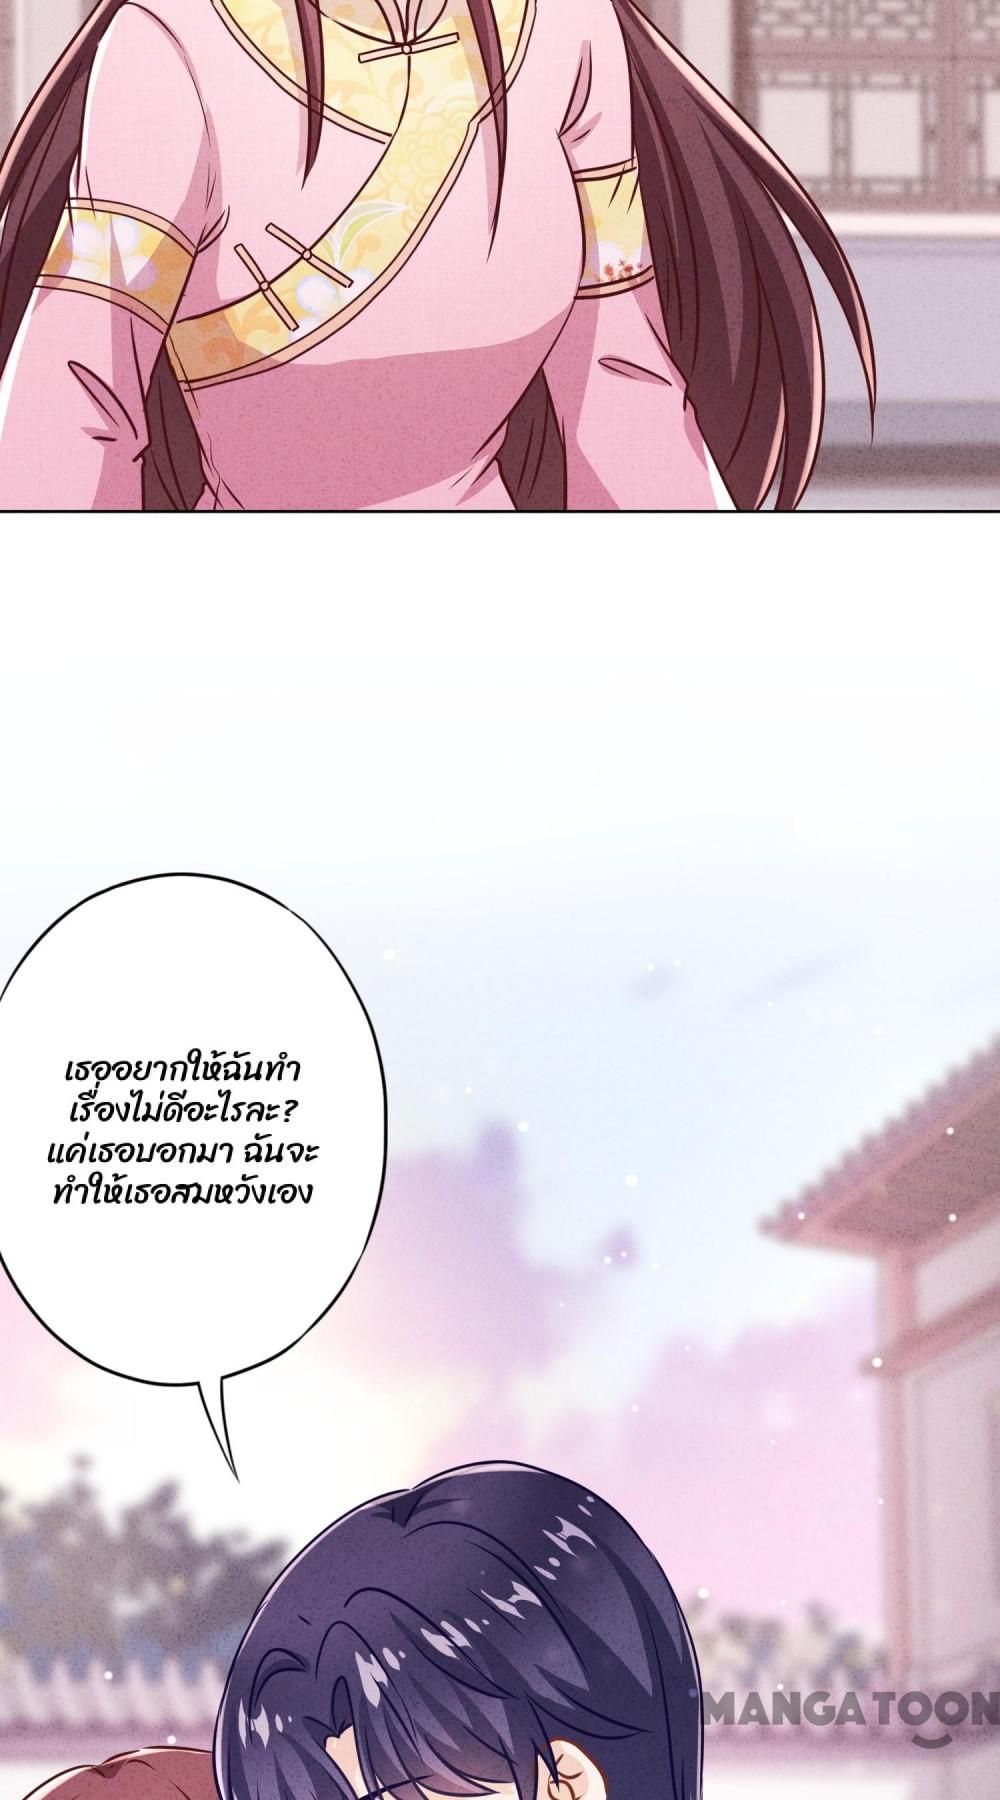 เธออยากให้ฉันทำ
เรื่องไม่ดีอะไรละ?
แค่เธอบอกมา ฉันจะ
ทำให้เธอสมหวังเอง
MANGATOON